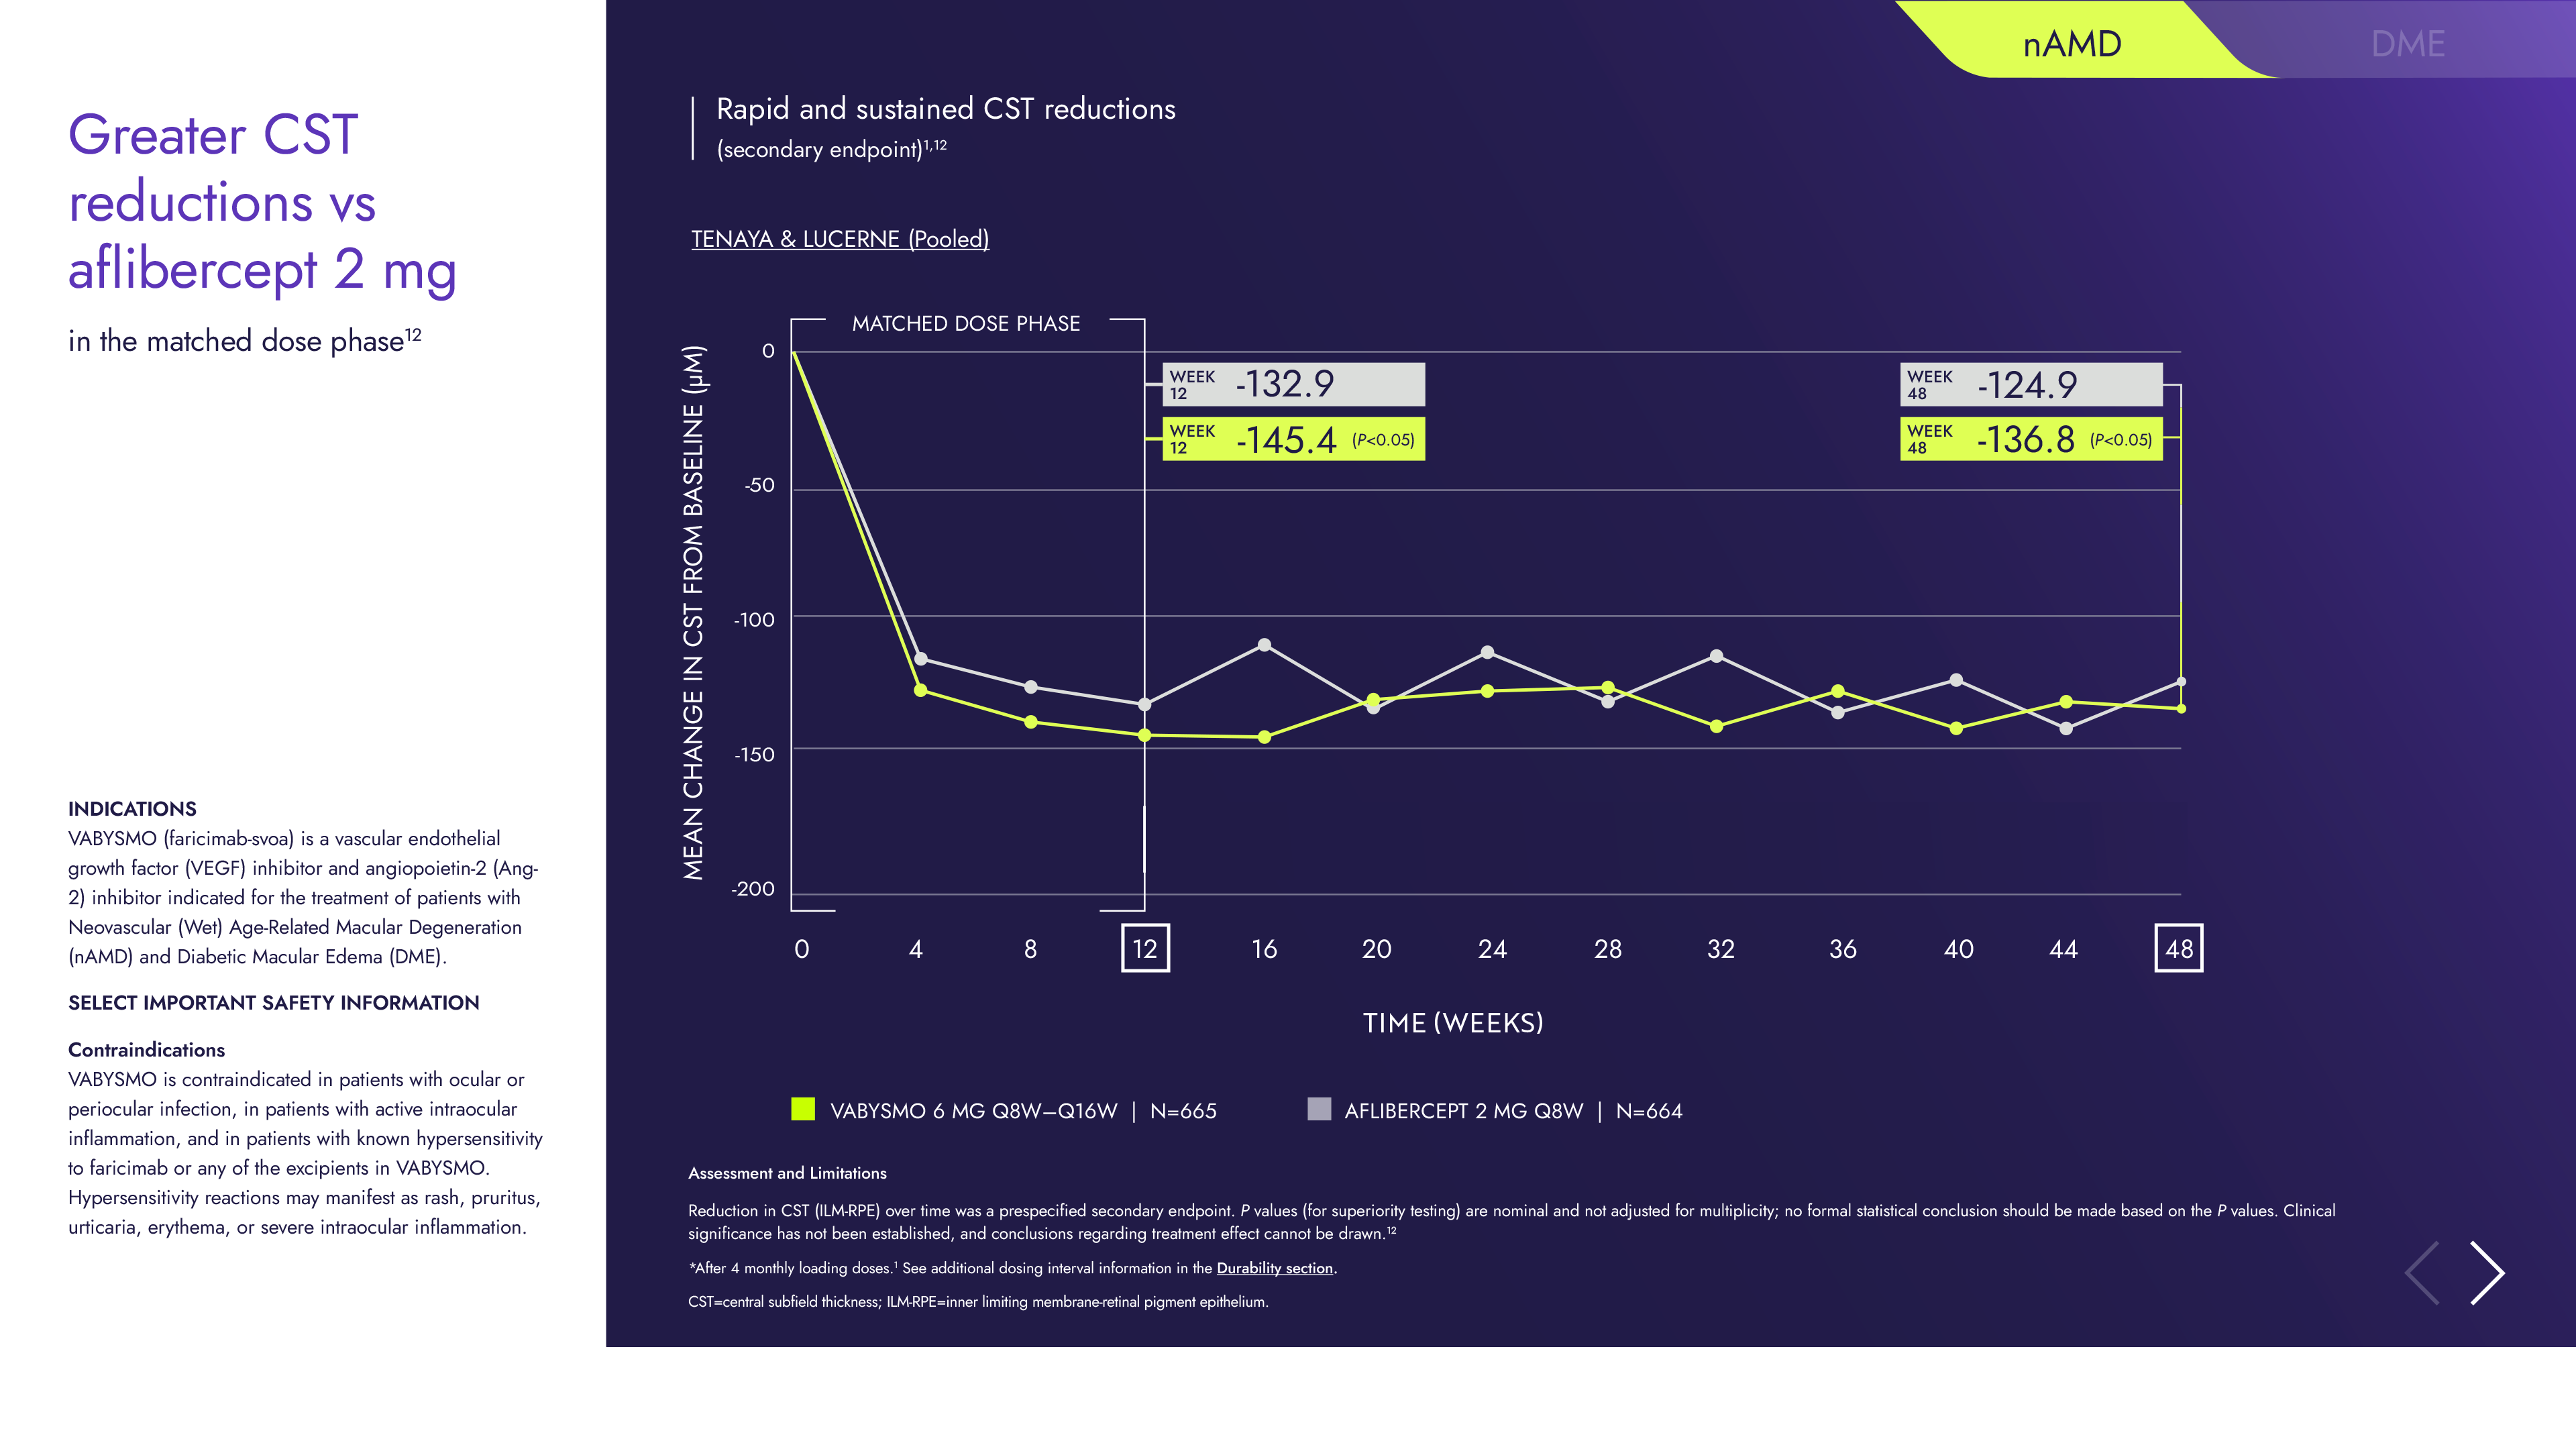 Greater CST
reductions vs
aflibercept 2 mg
in the matched dose phase12
INDICATIONS
VABYSMO (faricimab-svoa) is a vascular endothelial
growth factor (VEGF) inhibitor and angiopoietin-2 (Ang-
2) inhibitor indicated for the treatment of patients with
Neovascular (Wet) Age-Related Macular Degeneration
(nAMD) and Diabetic Macular Edema (DME).
SELECT IMPORTANT SAFETY INFORMATION
Contraindications
VABYSMO is contraindicated in patients with ocular or
periocular infection, in patients with active intraocular
inflammation, and in patients with known hypersensitivity
to faricimab or any of the excipients in VABYSMO.
Hypersensitivity reactions may manifest as rash, pruritus,
urticaria, erythema, or severe intraocular inflammation.
nAMD
DME
Rapid and sustained CST reductions
(secondary endpoint)1,12
TENAYA & LUCERNE (Pooled)
MATCHED DOSE PHASE
MEAN CHANGE IN CST FROM BASELINE (µM)
0
-50
-100
-150
-200
WEEK 12 -132.9
WEEK 12 -145.4 (P<0.05)
WEEK 48 -124.9
WEEK 48 -136.8 (P<0.05)
0 4 8 12 16 20 24 28 32 36 40 44 48
TIME (WEEKS)
VABYSMO 6 MG Q8W–Q16W | N=665
AFLIBERCEPT 2 MG Q8W | N=664
Assessment and Limitations
Reduction in CST (ILM-RPE) over time was a prespecified secondary endpoint. P values (for superiority testing) are nominal and not adjusted for multiplicity; no formal statistical conclusion should be made based on the P values. Clinical
significance has not been established, and conclusions regarding treatment effect cannot be drawn.12
*After 4 monthly loading doses.1 See additional dosing interval information in the Durability section.
CST=central subfield thickness; ILM-RPE=inner limiting membrane-retinal pigment epithelium.